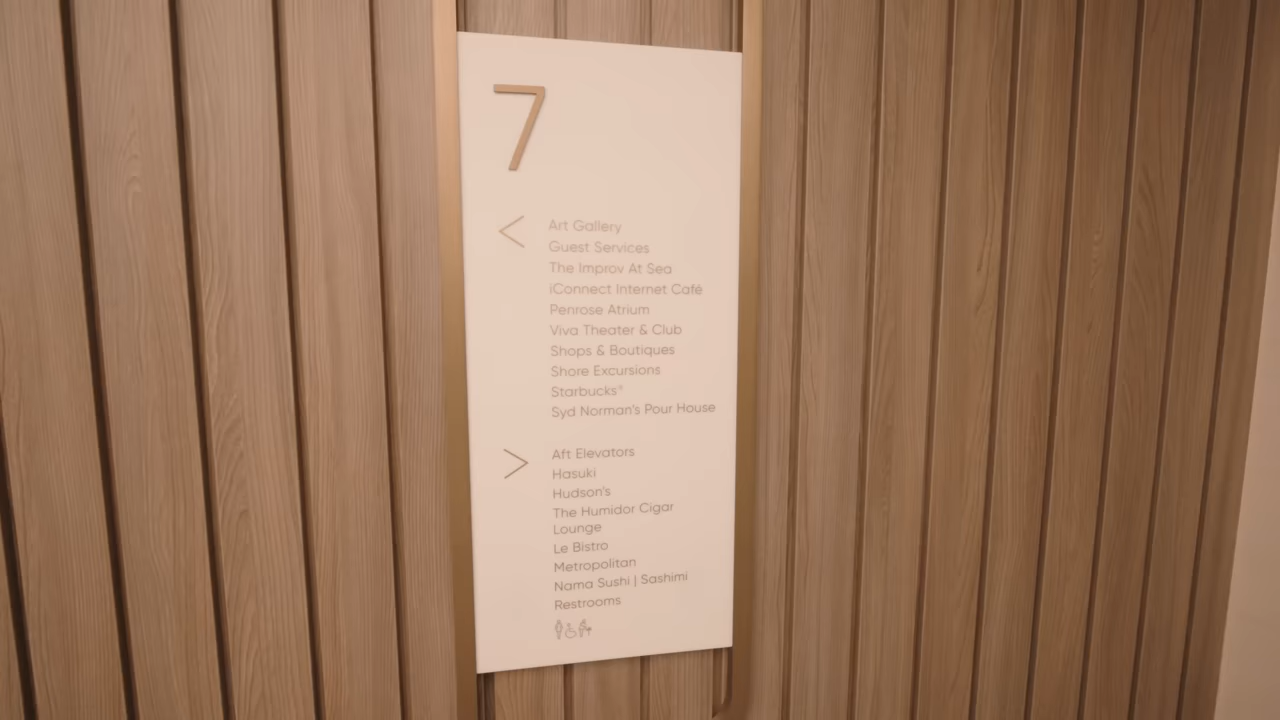 7
< Art Gallery
Guest Services
The Improv At Sea
iConnect Internet Café
Penrose Atrium
Viva Theater & Club
Shops & Boutiques
Shore Excursions
Starbucks®
Syd Norman's Pour House
> Aft Elevators
Hasuki
Hudson's
The Humidor Cigar
Lounge
Le Bistro
Metropolitan
Nama Sushi | Sashimi
Restrooms